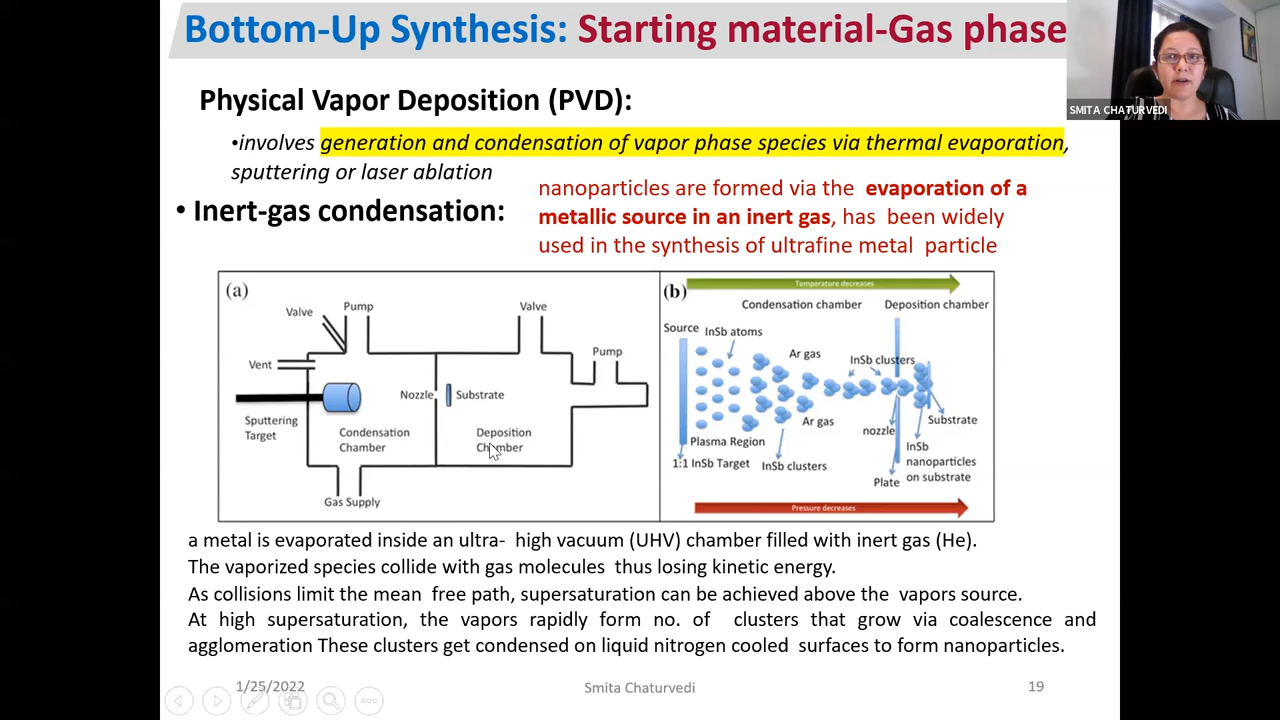 Bottom-Up Synthesis: Starting material-Gas phase
SMITA CHATURVEDI
Physical Vapor Deposition (PVD):
•involves generation and condensation of vapor phase species via thermal evaporation,
sputtering or laser ablation
• Inert-gas condensation:
nanoparticles are formed via the evaporation of a
metallic source in an inert gas, has been widely
used in the synthesis of ultrafine metal particle
(a)
Valve
Pump
Valve
Pump
Vent
Nozzle
Substrate
Sputtering
Target
Condensation
Chamber
Deposition
Chamber
Gas Supply
(b)
Temperature decreases
Condensation chamber
Deposition chamber
Source
InSb atoms
Ar gas
InSb clusters
Ar gas
Substrate
nozzle
Plasma Region
InSb
nanoparticles
on substrate
1:1 InSb Target
InSb clusters
Plate
Pressure decreases
a metal is evaporated inside an ultra- high vacuum (UHV) chamber filled with inert gas (He).
The vaporized species collide with gas molecules thus losing kinetic energy.
As collisions limit the mean free path, supersaturation can be achieved above the vapors source.
At high supersaturation, the vapors rapidly form no. of clusters that grow via coalescence and
agglomeration These clusters get condensed on liquid nitrogen cooled surfaces to form nanoparticles.
1/25/2022
Smita Chaturvedi
19